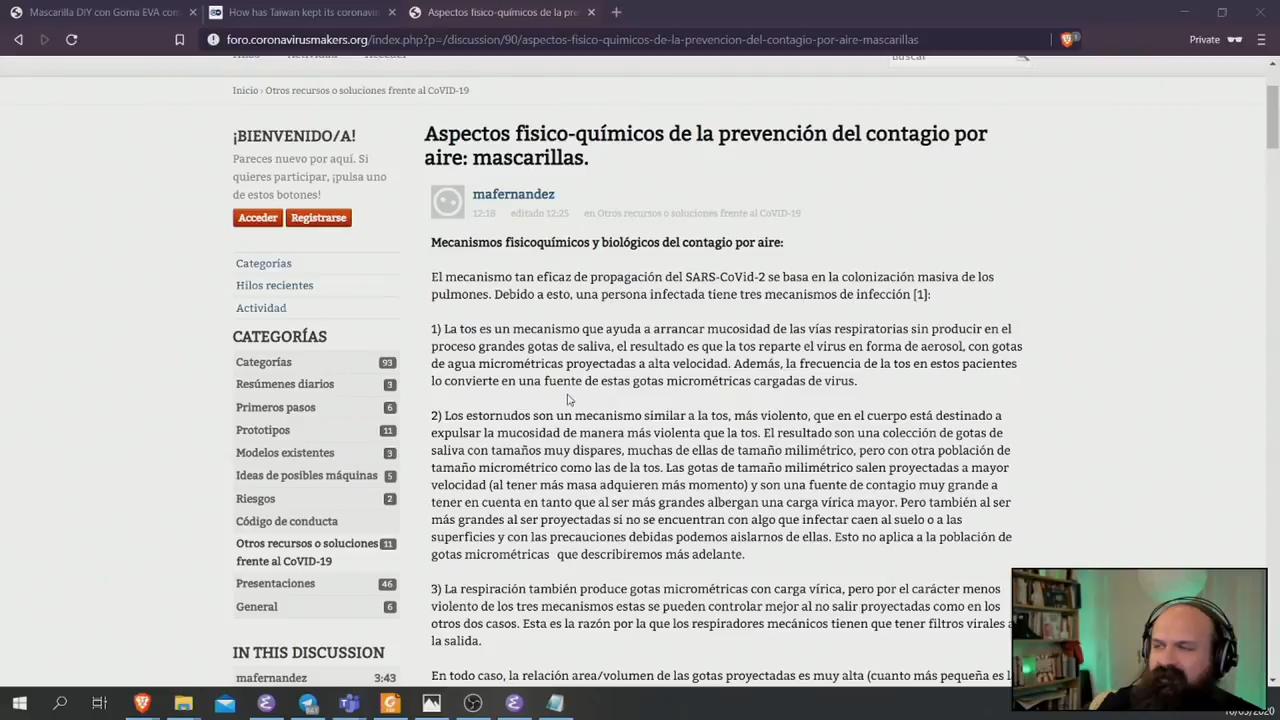 Mascarilla DIY con Goma EVA com
How has Taiwan kept its coronavir
Aspectos fisico-químicos de la pre
foro.coronavirusmakers.org/index.php?p=/discussion/90/aspectos-fisico-quimicos-de-la-prevencion-del-contagio-por-aire-mascarillas
Private
Buscar
Inicio › Otros recursos o soluciones frente al CoVID-19
¡BIENVENIDO/A!
Pareces nuevo por aquí. Si
quieres participar, ¡pulsa uno
de estos botones!
Acceder Registrarse
Categorías
Hilos recientes
Actividad
CATEGORÍAS
Categorías 93
Resúmenes diarios 3
Primeros pasos 6
Prototipos 11
Modelos existentes 3
Ideas de posibles máquinas 5
Riesgos 2
Código de conducta
Otros recursos o soluciones 11
frente al CoVID-19
Presentaciones 46
General 6
IN THIS DISCUSSION
mafernandez 3:43
Aspectos fisico-químicos de la prevención del contagio por
aire: mascarillas.
mafernandez
12:18 editado 12:25 en Otros recursos o soluciones frente al CoVID-19
Mecanismos fisicoquímicos y biológicos del contagio por aire:
El mecanismo tan eficaz de propagación del SARS-CoVid-2 se basa en la colonización masiva de los
pulmones. Debido a esto, una persona infectada tiene tres mecanismos de infección [1]:
1) La tos es un mecanismo que ayuda a arrancar mucosidad de las vías respiratorias sin producir en el
proceso grandes gotas de saliva, el resultado es que la tos reparte el virus en forma de aerosol, con gotas
de agua micrométricas proyectadas a alta velocidad. Además, la frecuencia de la tos en estos pacientes
lo convierte en una fuente de estas gotas micrométricas cargadas de virus.
2) Los estornudos son un mecanismo similar a la tos, más violento, que en el cuerpo está destinado a
expulsar la mucosidad de manera más violenta que la tos. El resultado son una colección de gotas de
saliva con tamaños muy dispares, muchas de ellas de tamaño milimétrico, pero con otra población de
tamaño micrométrico como las de la tos. Las gotas de tamaño milimétrico salen proyectadas a mayor
velocidad (al tener más masa adquieren más momento) y son una fuente de contagio muy grande a
tener en cuenta en tanto que al ser más grandes albergan una carga vírica mayor. Pero también al ser
más grandes al ser proyectadas si no se encuentran con algo que infectar caen al suelo o a las
superficies y con las precauciones debidas podemos aislarnos de ellas. Esto no aplica a la población de
gotas micrométricas que describiremos más adelante.
3) La respiración también produce gotas micrométricas con carga vírica, pero por el carácter menos
violento de los tres mecanismos estas se pueden controlar mejor al no salir proyectadas como en los
otros dos casos. Esta es la razón por la que los respiradores mecánicos tienen que tener filtros virales a
la salida.
En todo caso, la relación area/volumen de las gotas proyectadas es muy alta (cuanto más pequeña es l